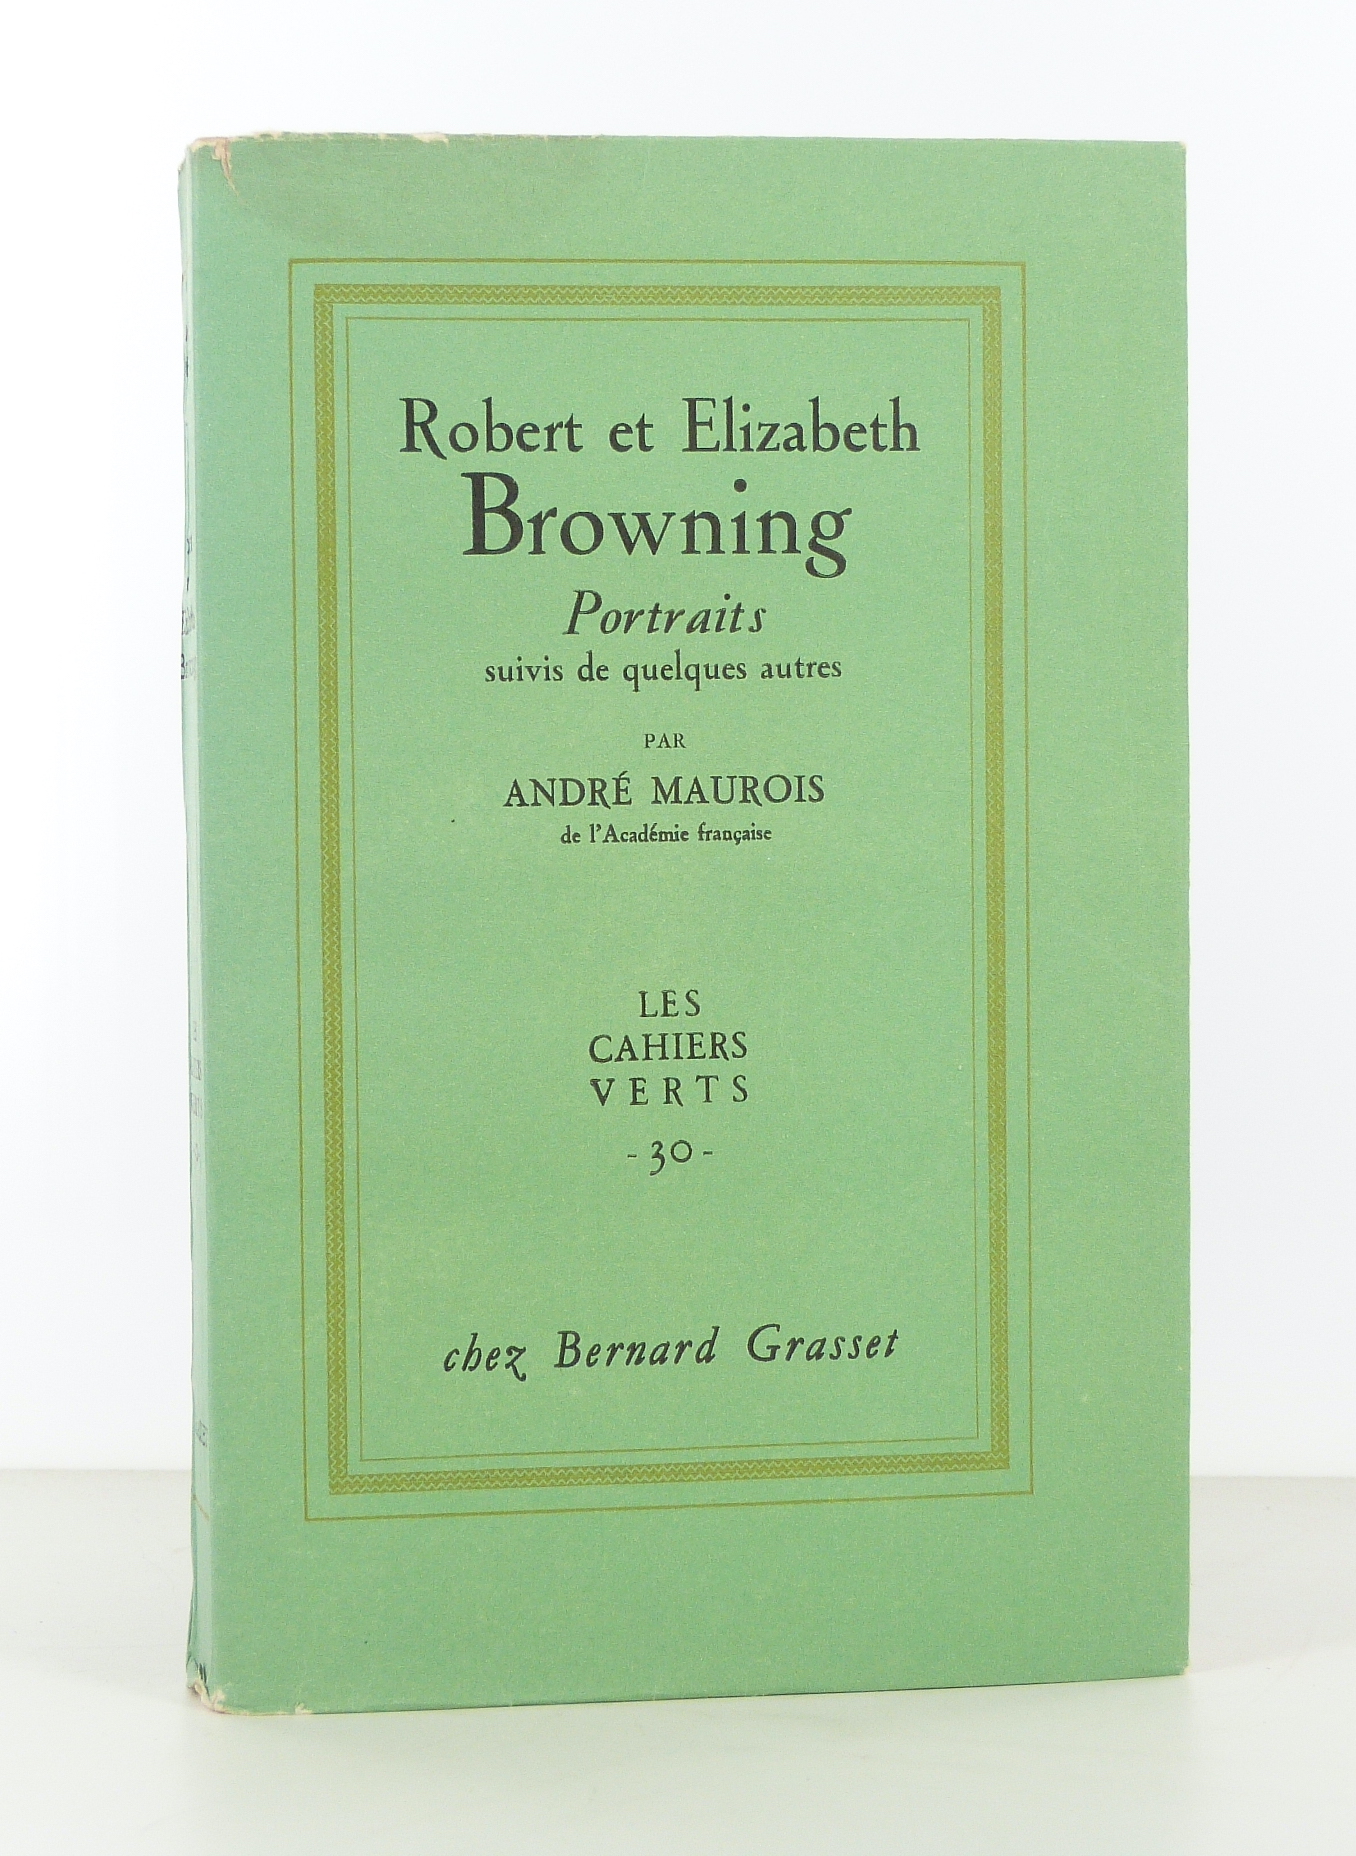 Robert et Elizabeth
Browning
Portraits
suivis de quelques autres
PAR
ANDRÉ MAUROIS
de l'Académie française
LES
CAHIERS
VERTS
- 30 -
chez Bernard Grasset